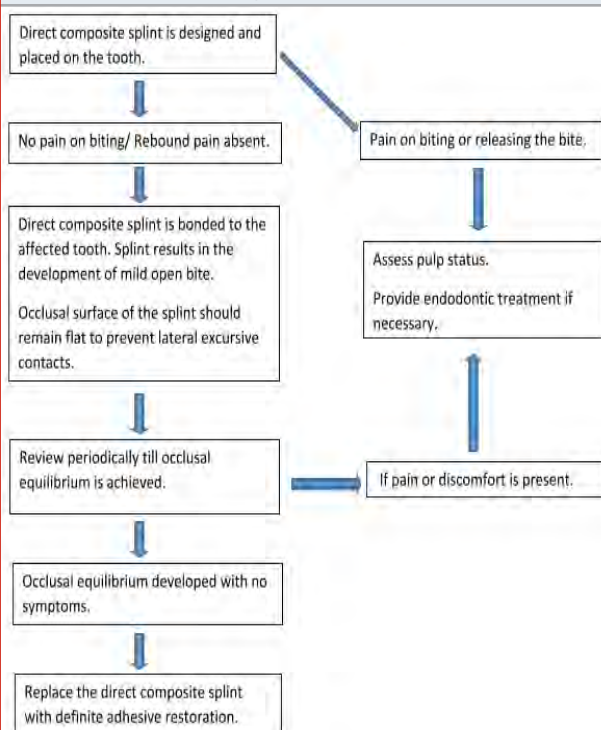 Direct composite splint is designed and
placed on the tooth.
No pain on biting/ Rebound pain absent.
Pain on biting or releasing the bite.
Direct composite splint is bonded to the
affected tooth. Splint results in the
development of mild open bite.
Occlusal surface of the splint should
remain flat to prevent lateral excursive
contacts.
Assess pulp status.
Provide endodontic treatment if
necessary.
Review periodically till occlusal
equilibrium is achieved.
If pain or discomfort is present.
Occlusal equilibrium developed with no
symptoms.
Replace the direct composite splint
with definite adhesive restoration.